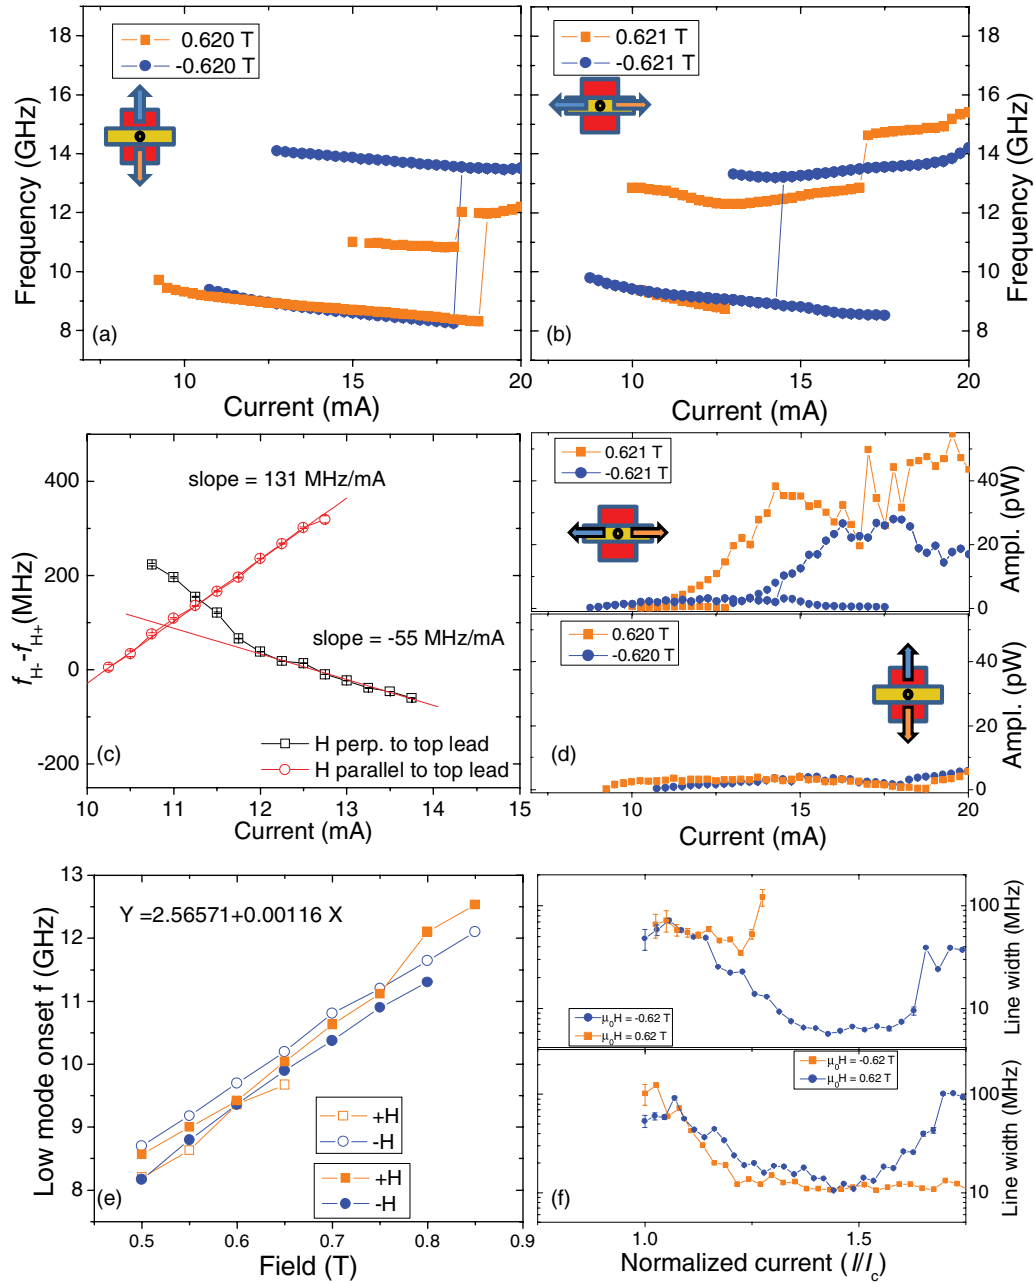 0.620 T
-0.620 T
18
16
14
12
10
8
Frequency (GHz)
(a)
10
15
20
Current (mA)
0.621 T
-0.621 T
18
16
14
12
10
8
Frequency (GHz)
(b)
10
15
20
Current (mA)
400
200
0
-200
f_H- - f_H+ (MHz)
slope = 131 MHz/mA
slope = -55 MHz/mA
H perp. to top lead
H parallel to top lead
(c)
10
11
12
13
14
15
Current (mA)
0.621 T
-0.621 T
40
20
0
Ampl. (pW)
0.620 T
-0.620 T
40
20
0
Ampl. (pW)
(d)
10
15
20
Current (mA)
13
12
11
10
9
8
Low mode onset f (GHz)
Y =2.56571+0.00116 X
+H
-H
+H
-H
(e)
0.5
0.6
0.7
0.8
0.9
Field (T)
100
10
Line width (MHz)
μ₀H = -0.62 T
μ₀H = 0.62 T
μ₀H = -0.62 T
μ₀H = 0.62 T
100
10
Line width (MHz)
(f)
1.0
1.5
Normalized current (I/I_c)